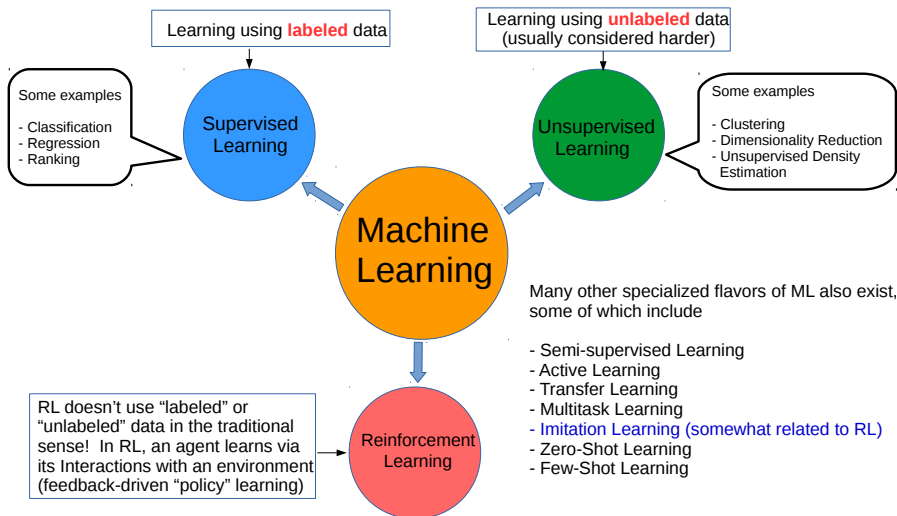 Learning using labeled data
Learning using unlabeled data
(usually considered harder)
Some examples
- Classification
- Regression
- Ranking
Supervised
Learning
Unsupervised
Learning
Some examples
- Clustering
- Dimensionality Reduction
- Unsupervised Density
Estimation
Machine
Learning
Many other specialized flavors of ML also exist,
some of which include
- Semi-supervised Learning
- Active Learning
- Transfer Learning
- Multitask Learning
- Imitation Learning (somewhat related to RL)
- Zero-Shot Learning
- Few-Shot Learning
RL doesn’t use “labeled” or
“unlabeled” data in the traditional
sense!  In RL, an agent learns via
its Interactions with an environment
(feedback-driven “policy” learning)
Reinforcement
Learning